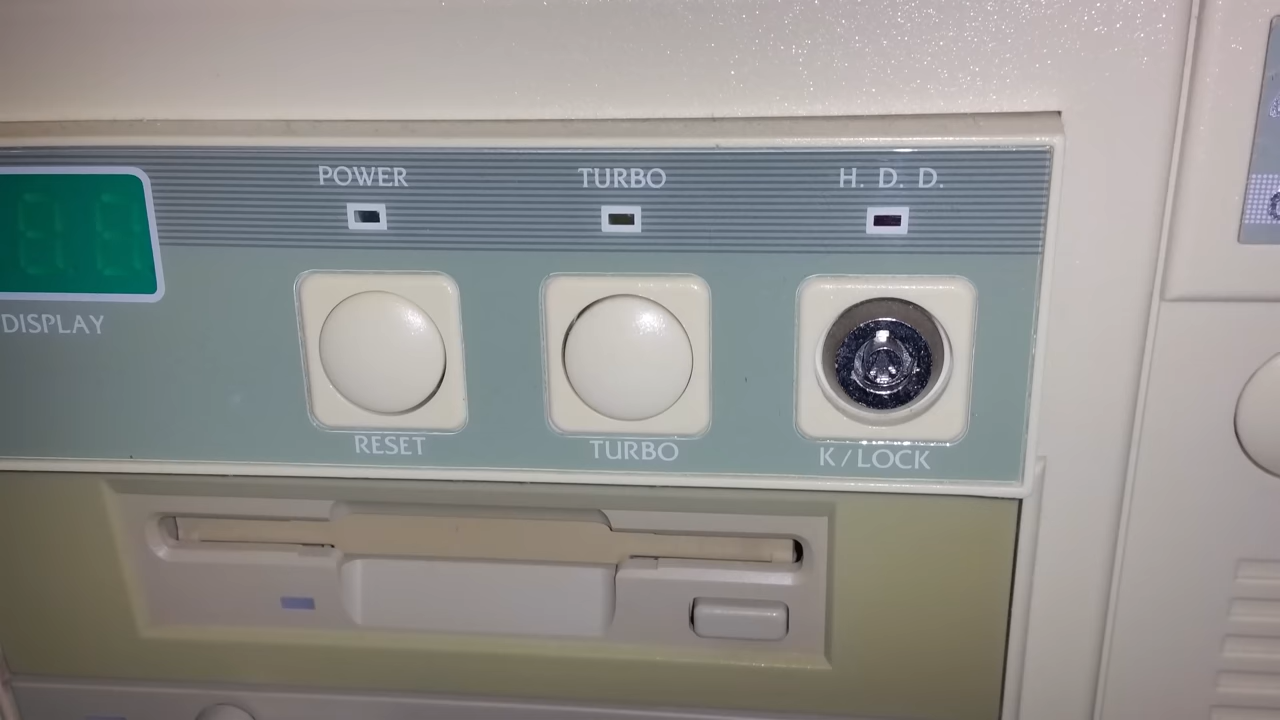 POWER TURBO H. D. D.
DISPLAY
RESET TURBO K/LOCK